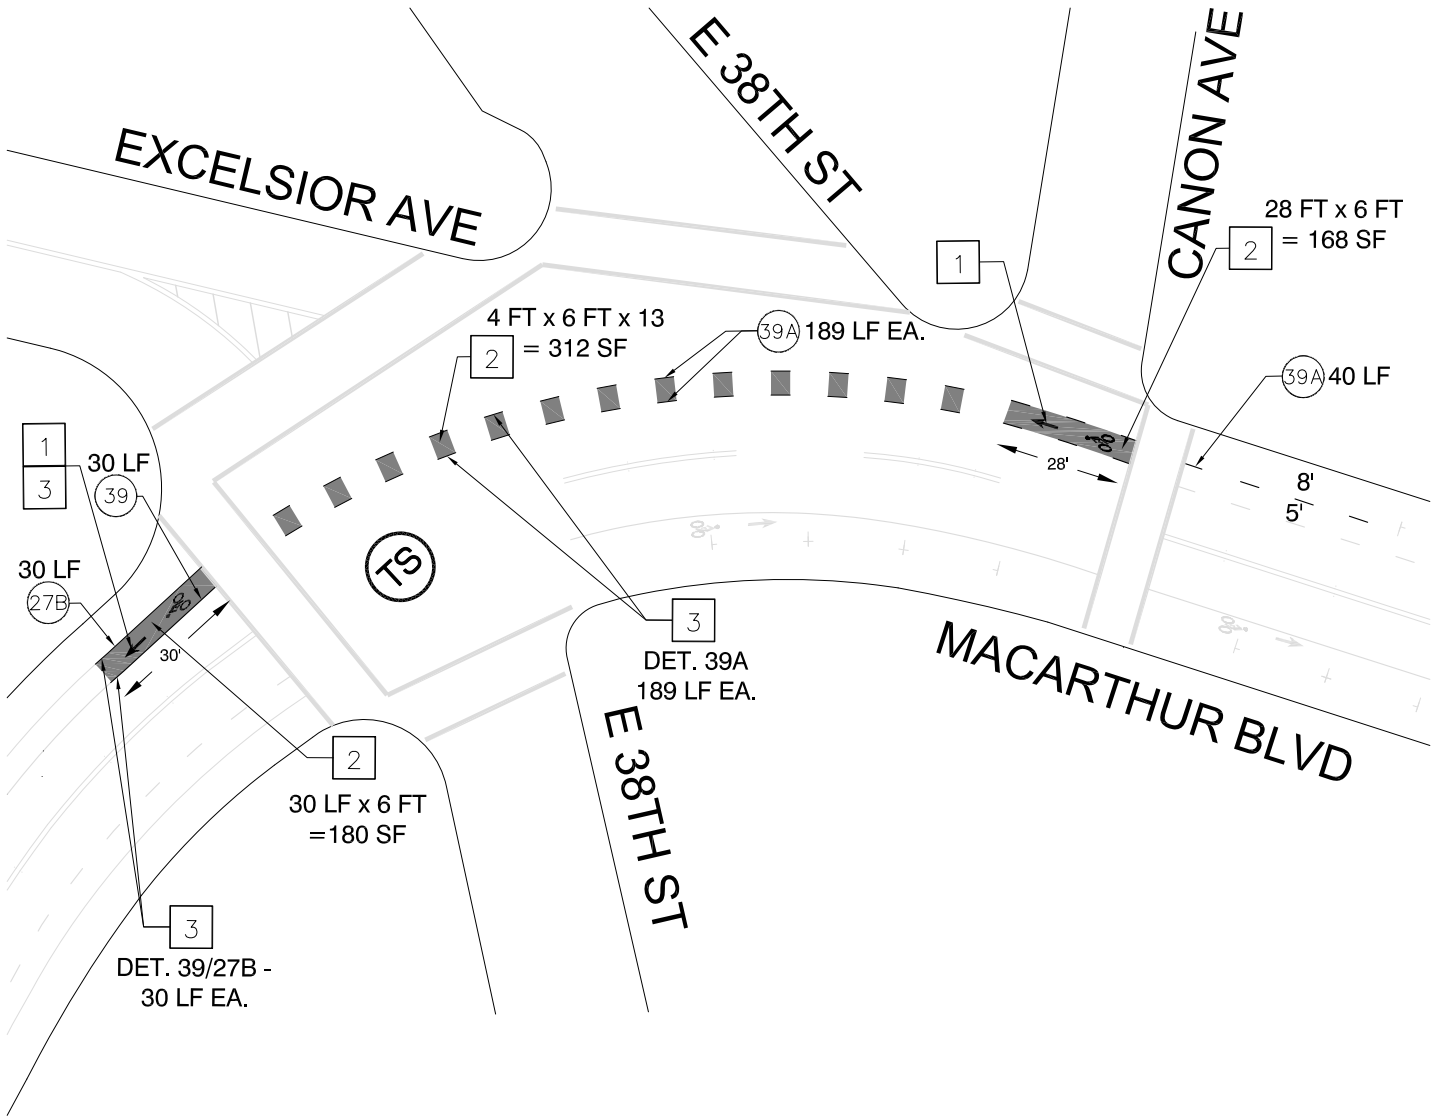 E 38TH ST
CANON AVE
EXCELSIOR AVE
28 FT x 6 FT
= 168 SF
2
1
4 FT x 6 FT x 13
= 312 SF
2
39A 189 LF EA.
39A 40 LF
1
3
30 LF
39
28'
8'
5'
TS
30 LF
27B
30'
3
DET. 39A
189 LF EA.
MACARTHUR BLVD
E 38TH ST
2
30 LF x 6 FT
=180 SF
3
DET. 39/27B -
30 LF EA.